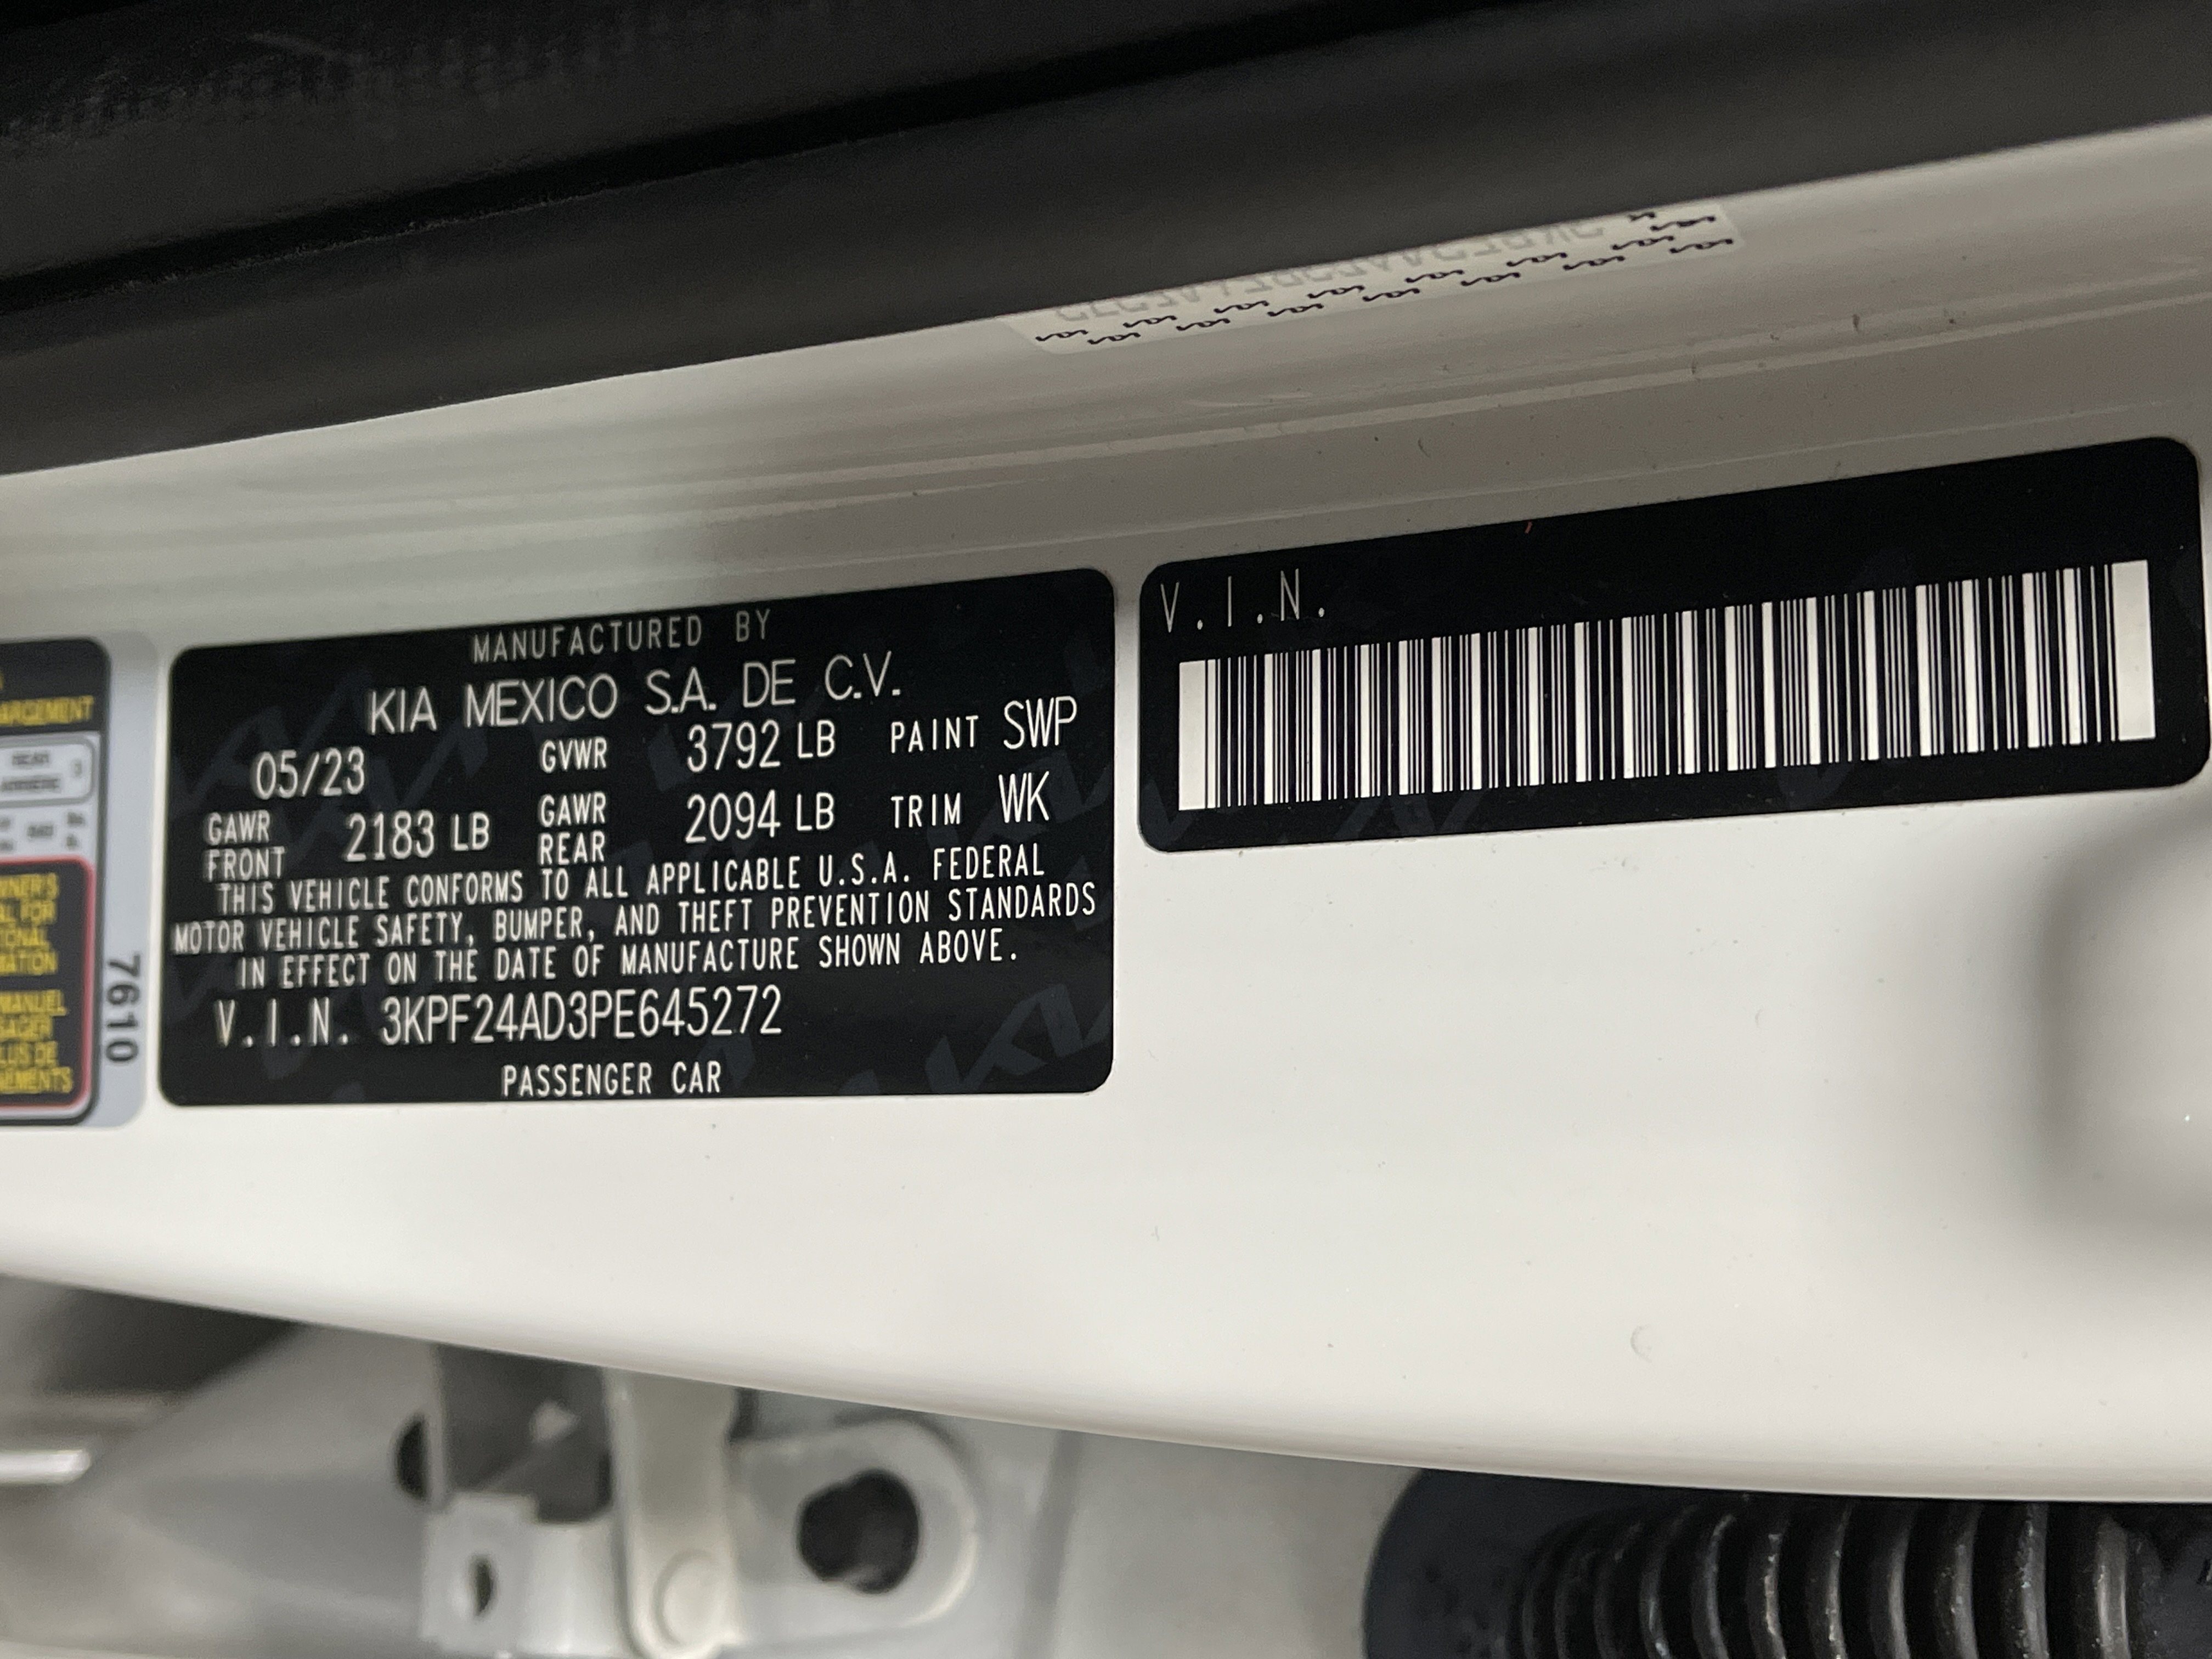 MANUFACTURED BY
KIA MEXICO S.A. DE C.V.
05/23 GVWR 3792 LB PAINT SWP
GAWR FRONT 2183 LB GAWR REAR 2094 LB TRIM WK
THIS VEHICLE CONFORMS TO ALL APPLICABLE U.S.A. FEDERAL
MOTOR VEHICLE SAFETY, BUMPER, AND THEFT PREVENTION STANDARDS
IN EFFECT ON THE DATE OF MANUFACTURE SHOWN ABOVE.
V.I.N. 3KPF24AD3PE645272
PASSENGER CAR
V.I.N.
7610
MANUEL